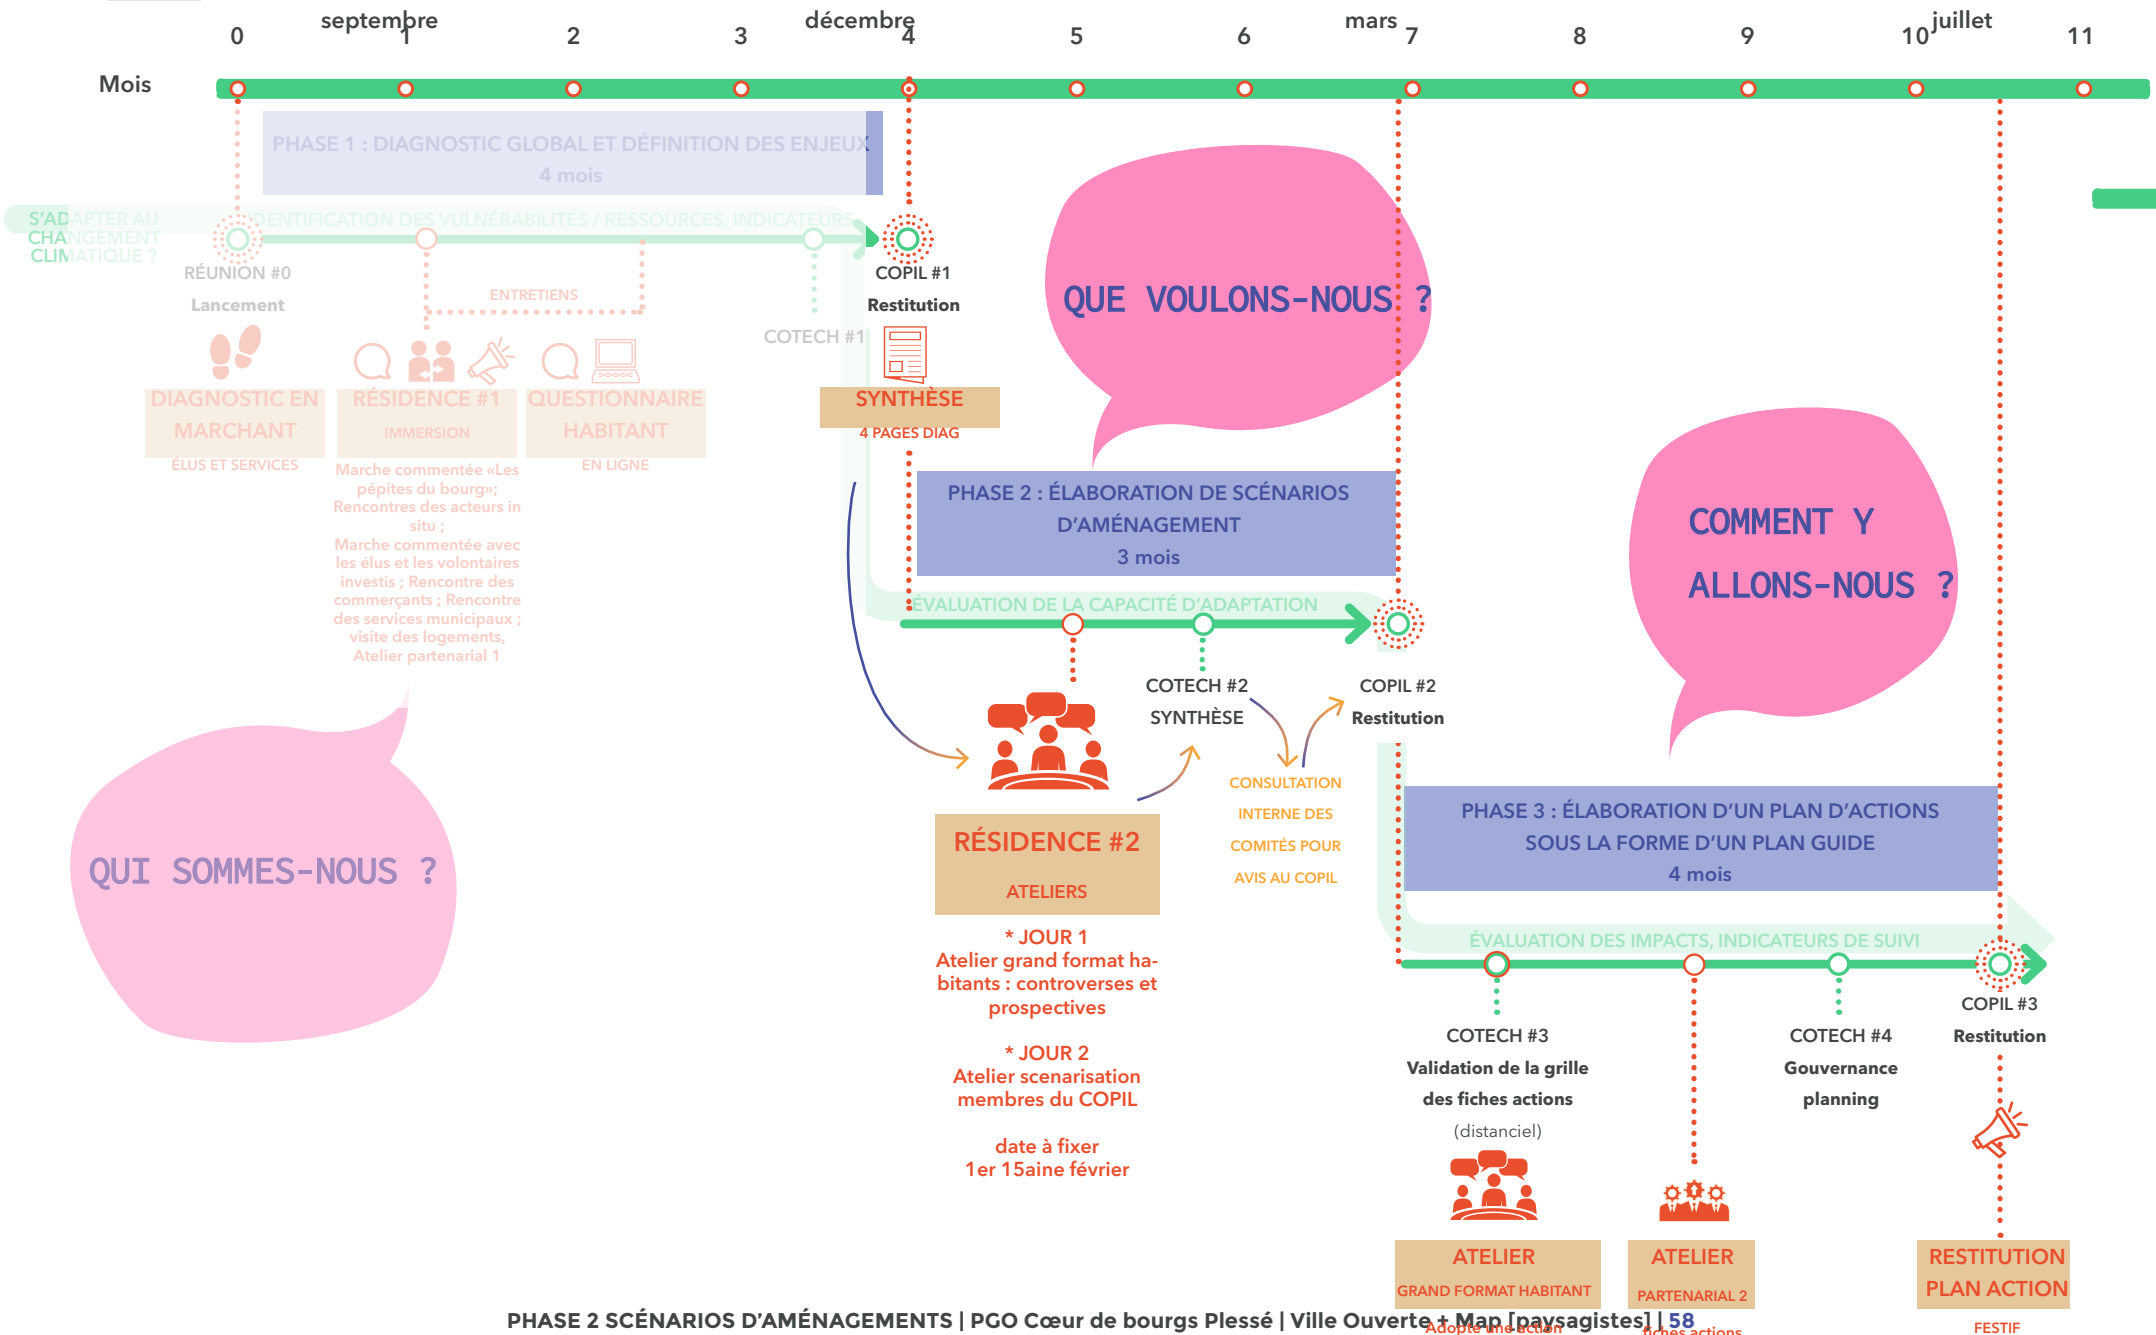 septembre
décembre
mars
juillet
0 1 2 3 4 5 6 7 8 9 10 11
Mois
PHASE 1 : DIAGNOSTIC GLOBAL ET DÉFINITION DES ENJEUX
4 mois
S'ADAPTER AU
CHANGEMENT
CLIMATIQUE ?
IDENTIFICATION DES VULNÉRABILITÉS / RESSOURCES, INDICATEURS
RÉUNION #0
Lancement
ENTRETIENS
COTECH #1
COPIL #1
Restitution
DIAGNOSTIC EN
MARCHANT
ÉLUS ET SERVICES
RÉSIDENCE #1
IMMERSION
Marche commentée «Les
pépites du bourg»;
Rencontres des acteurs in
situ ;
Marche commentée avec
les élus et les volontaires
investis ; Rencontre des
commerçants ; Rencontre
des services municipaux ;
visite des logements,
Atelier partenarial 1
QUESTIONNAIRE
HABITANT
EN LIGNE
SYNTHÈSE
4 PAGES DIAG
QUI SOMMES-NOUS ?
QUE VOULONS-NOUS ?
PHASE 2 : ÉLABORATION DE SCÉNARIOS
D'AMÉNAGEMENT
3 mois
ÉVALUATION DE LA CAPACITÉ D'ADAPTATION
COTECH #2
SYNTHÈSE
COPIL #2
Restitution
CONSULTATION
INTERNE DES
COMITÉS POUR
AVIS AU COPIL
RÉSIDENCE #2
ATELIERS
* JOUR 1
Atelier grand format ha-
bitants : controverses et
prospectives
* JOUR 2
Atelier scenarisation
membres du COPIL
date à fixer
1er 15aine février
COMMENT Y
ALLONS-NOUS ?
PHASE 3 : ÉLABORATION D'UN PLAN D'ACTIONS
SOUS LA FORME D'UN PLAN GUIDE
4 mois
ÉVALUATION DES IMPACTS, INDICATEURS DE SUIVI
COTECH #3
Validation de la grille
des fiches actions
(distanciel)
COTECH #4
Gouvernance
planning
COPIL #3
Restitution
ATELIER
GRAND FORMAT HABITANT
Adopte une action
ATELIER
PARTENARIAL 2
fiches actions
RESTITUTION
PLAN ACTION
FESTIF
PHASE 2 SCÉNARIOS D'AMÉNAGEMENTS | PGO Cœur de bourgs Plessé | Ville Ouverte + Map [paysagistes] | 58